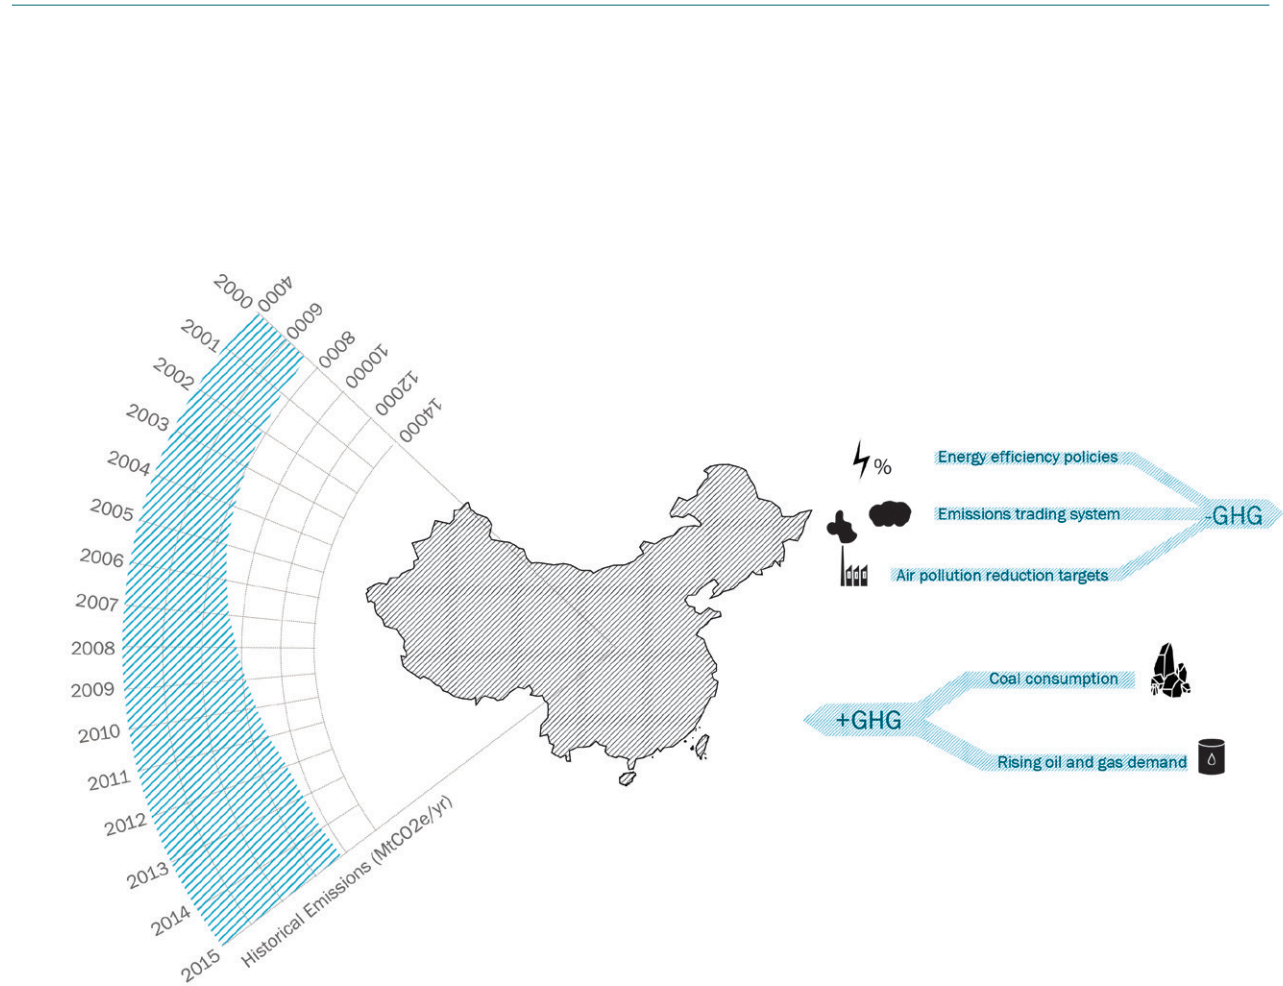 2000
2001
2002
2003
2004
2005
2006
2007
2008
2009
2010
2011
2012
2013
2014
2015
4000
6000
8000
10000
12000
14000
Historical Emissions (MtCO2e/yr)
%
Energy efficiency policies
Emissions trading system
Air pollution reduction targets
-GHG
+GHG
Coal consumption
Rising oil and gas demand